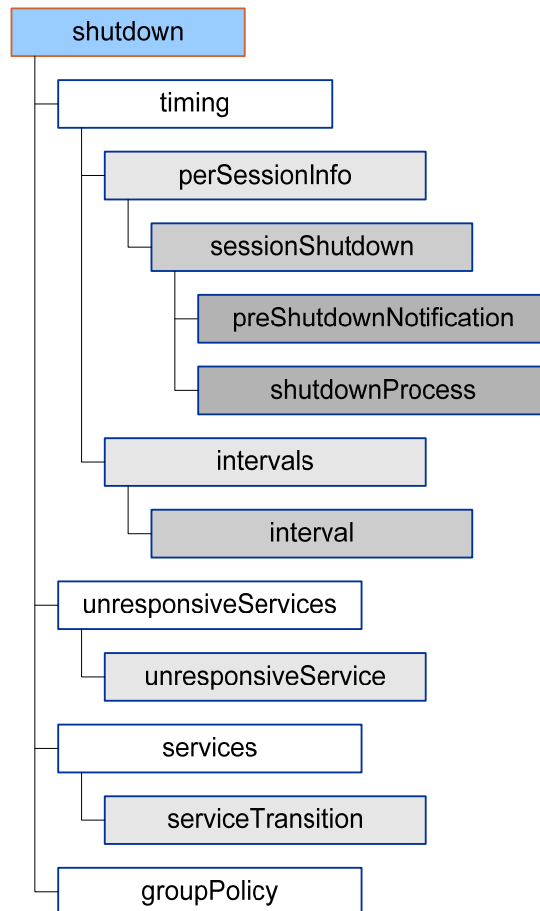 shutdown
timing
perSessionInfo
sessionShutdown
preShutdownNotification
shutdownProcess
intervals
interval
unresponsiveServices
unresponsiveService
services
serviceTransition
groupPolicy